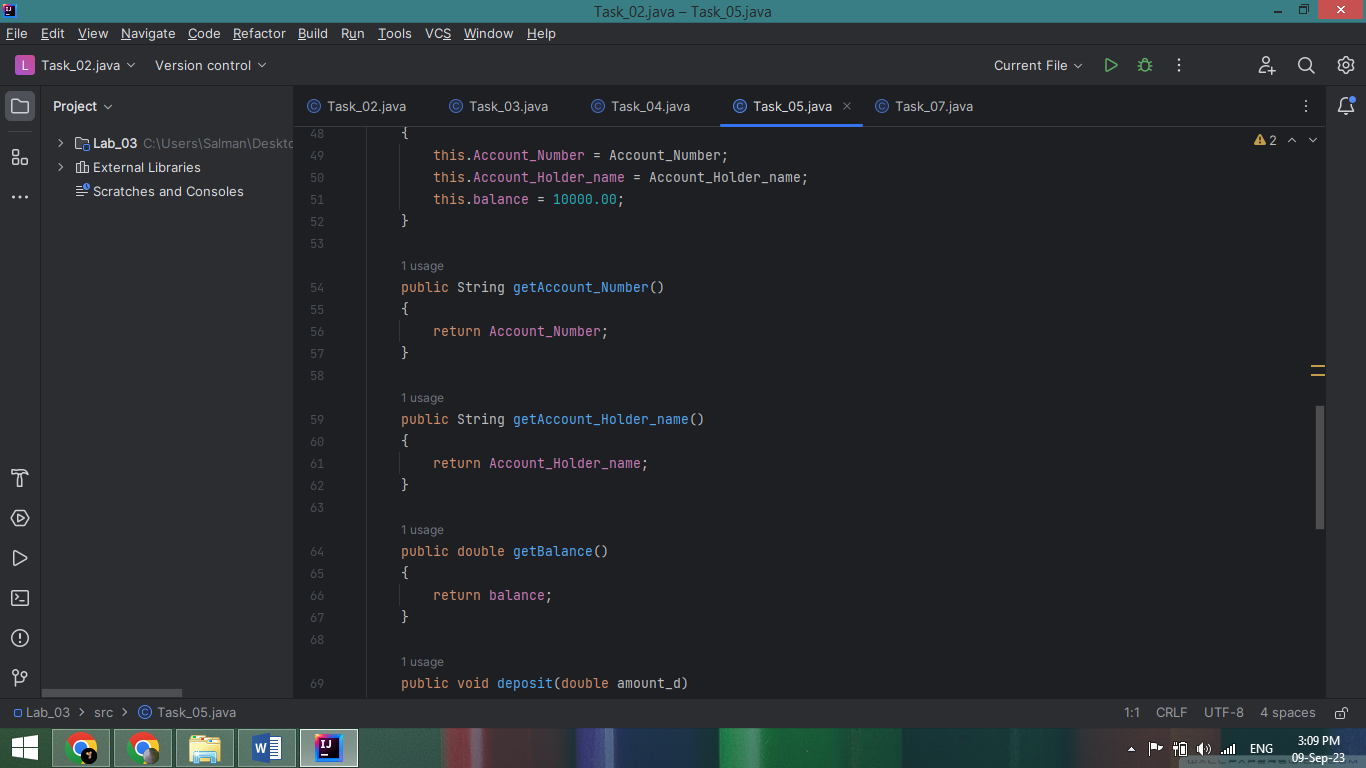 Task_02.java – Task_05.java
File Edit View Navigate Code Refactor Build Run Tools VCS Window Help
L Task_02.java Version control Current File
Project
Task_02.java Task_03.java Task_04.java Task_05.java Task_07.java
Lab_03 C:\Users\Salman\Deskto
External Libraries
Scratches and Consoles
2
48 {
49 this.Account_Number = Account_Number;
50 this.Account_Holder_name = Account_Holder_name;
51 this.balance = 10000.00;
52 }
53
1 usage
54 public String getAccount_Number()
55 {
56 return Account_Number;
57 }
58
1 usage
59 public String getAccount_Holder_name()
60 {
61 return Account_Holder_name;
62 }
63
1 usage
64 public double getBalance()
65 {
66 return balance;
67 }
68
1 usage
69 public void deposit(double amount_d)
Lab_03 > src > Task_05.java 1:1 CRLF UTF-8 4 spaces
ENG 3:09 PM
09-Sep-23